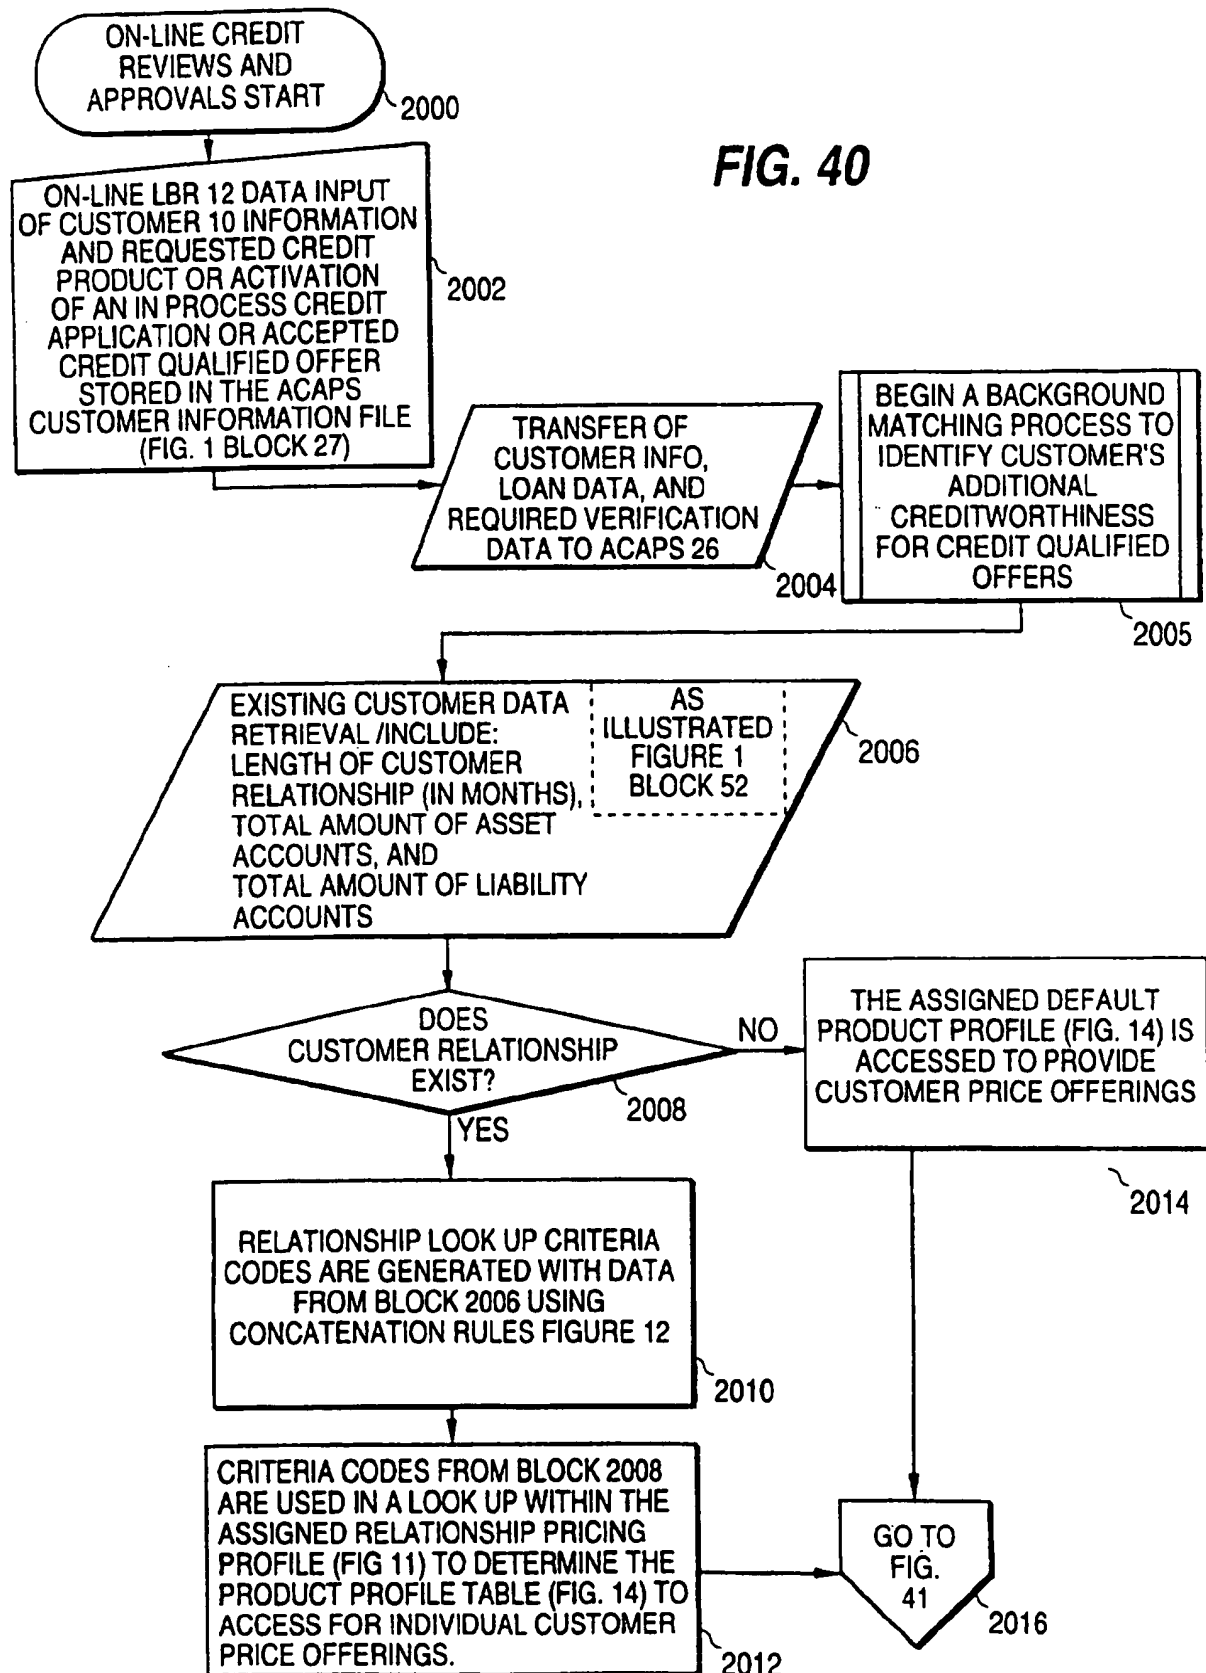 ON-LINE CREDIT
REVIEWS AND
APPROVALS START
2000
FIG. 40
ON-LINE LBR 12 DATA INPUT
OF CUSTOMER 10 INFORMATION
AND REQUESTED CREDIT
PRODUCT OR ACTIVATION
OF AN IN PROCESS CREDIT
APPLICATION OR ACCEPTED
CREDIT QUALIFIED OFFER
STORED IN THE ACAPS
CUSTOMER INFORMATION FILE
(FIG. 1 BLOCK 27)
2002
TRANSFER OF
CUSTOMER INFO,
LOAN DATA, AND
REQUIRED VERIFICATION
DATA TO ACAPS 26
2004
BEGIN A BACKGROUND
MATCHING PROCESS TO
IDENTIFY CUSTOMER'S
ADDITIONAL
CREDITWORTHINESS
FOR CREDIT QUALIFIED
OFFERS
2005
EXISTING CUSTOMER DATA
RETRIEVAL /INCLUDE:
LENGTH OF CUSTOMER
RELATIONSHIP (IN MONTHS),
TOTAL AMOUNT OF ASSET
ACCOUNTS, AND
TOTAL AMOUNT OF LIABILITY
ACCOUNTS
AS
ILLUSTRATED
FIGURE 1
BLOCK 52
2006
DOES
CUSTOMER RELATIONSHIP
EXIST?
2008
NO
YES
THE ASSIGNED DEFAULT
PRODUCT PROFILE (FIG. 14) IS
ACCESSED TO PROVIDE
CUSTOMER PRICE OFFERINGS
2014
RELATIONSHIP LOOK UP CRITERIA
CODES ARE GENERATED WITH DATA
FROM BLOCK 2006 USING
CONCATENATION RULES FIGURE 12
2010
CRITERIA CODES FROM BLOCK 2008
ARE USED IN A LOOK UP WITHIN THE
ASSIGNED RELATIONSHIP PRICING
PROFILE (FIG 11) TO DETERMINE THE
PRODUCT PROFILE TABLE (FIG. 14) TO
ACCESS FOR INDIVIDUAL CUSTOMER
PRICE OFFERINGS.
2012
GO TO
FIG.
41
2016